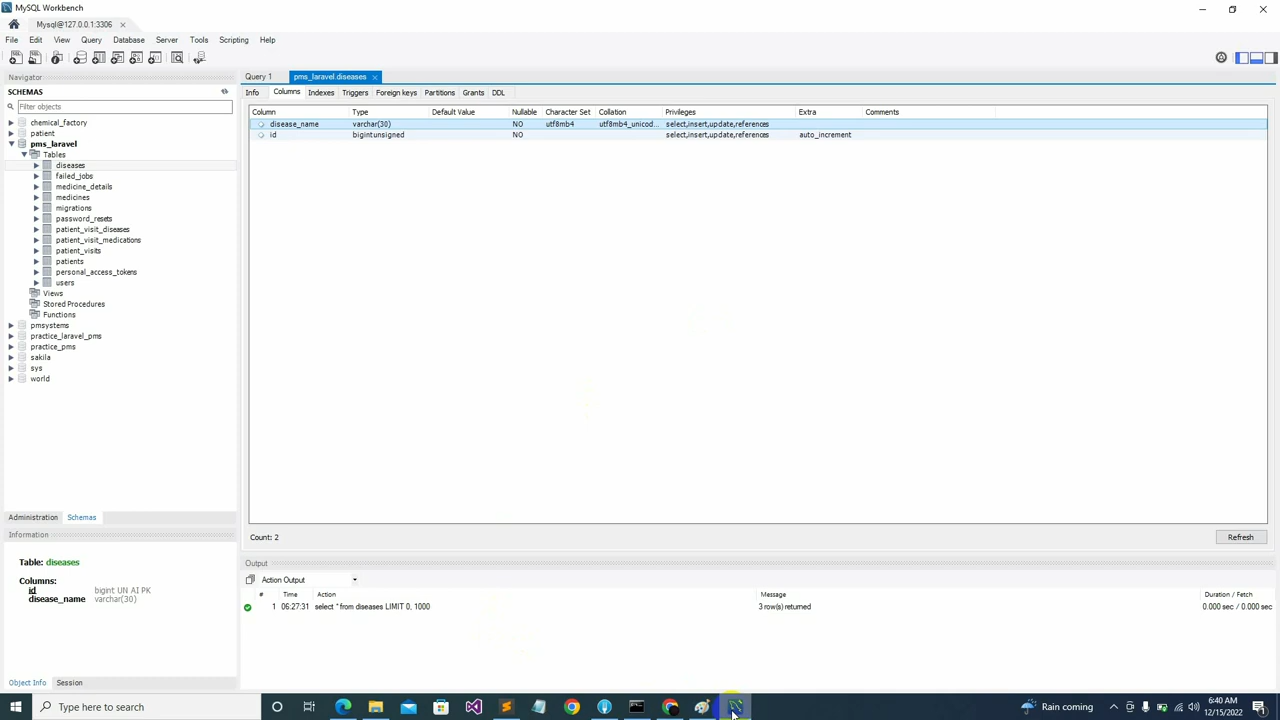 MySQL Workbench
Mysql@127.0.0.1:3306
File Edit View Query Database Server Tools Scripting Help
Navigator
SCHEMAS
Filter objects
chemical_factory
patient
pms_laravel
Tables
diseases
failed_jobs
medicine_details
medicines
migrations
password_resets
patient_visit_diseases
patient_visit_medications
patient_visits
patients
personal_access_tokens
users
Views
Stored Procedures
Functions
pmsystems
practice_laravel_pms
practice_pms
sakila
sys
world
Administration Schemas
Information
Table: diseases
Columns:
id bigint UN AI PK
disease_name varchar(30)
Object Info Session
Query 1 pms_laravel.diseases
Info Columns Indexes Triggers Foreign keys Partitions Grants DDL
Column Type Default Value Nullable Character Set Collation Privileges Extra Comments
disease_name varchar(30) NO utf8mb4 utf8mb4_unicod... select,insert,update,references
id bigintunsigned NO select,insert,update,references auto_increment
Count: 2 Refresh
Output
Action Output
# Time Action Message Duration / Fetch
1 06:27:31 select * from diseases LIMIT 0, 1000 3 row(s) returned 0.000 sec / 0.000 sec
Type here to search Rain coming 6:40 AM
12/15/2022